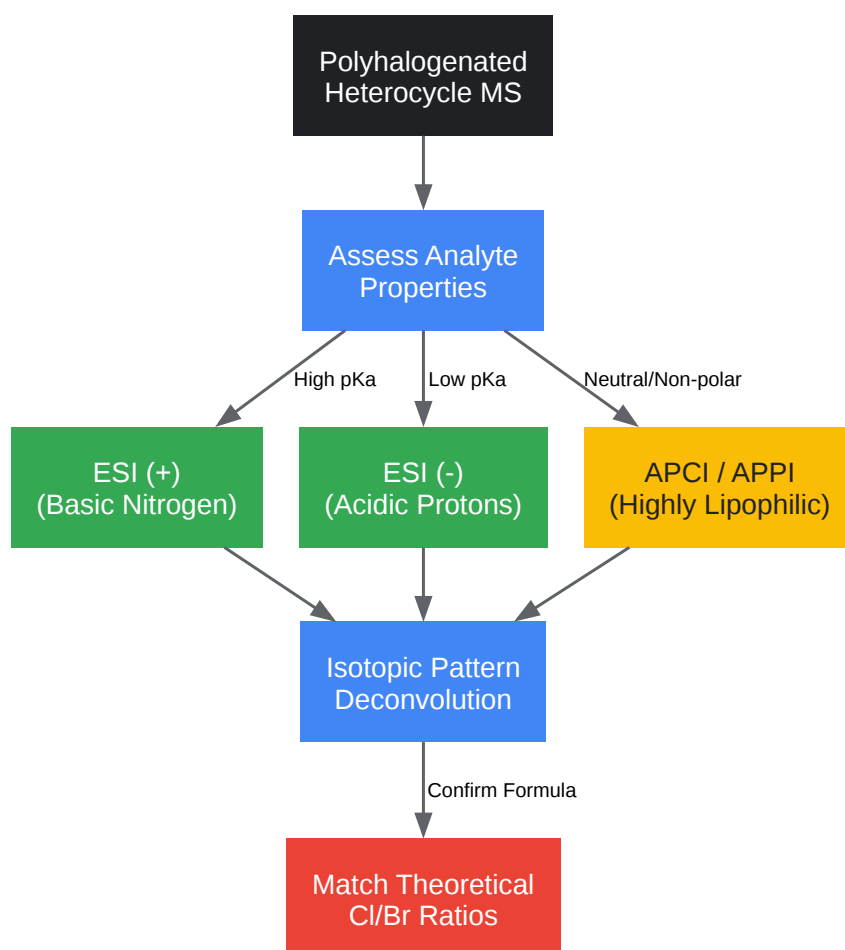 Polyhalogenated
Heterocycle MS
Assess Analyte
Properties
High pKa
Low pKa
Neutral/Non-polar
ESI (+)
(Basic Nitrogen)
ESI (-)
(Acidic Protons)
APCI / APPI
(Highly Lipophilic)
Isotopic Pattern
Deconvolution
Confirm Formula
Match Theoretical
Cl/Br Ratios